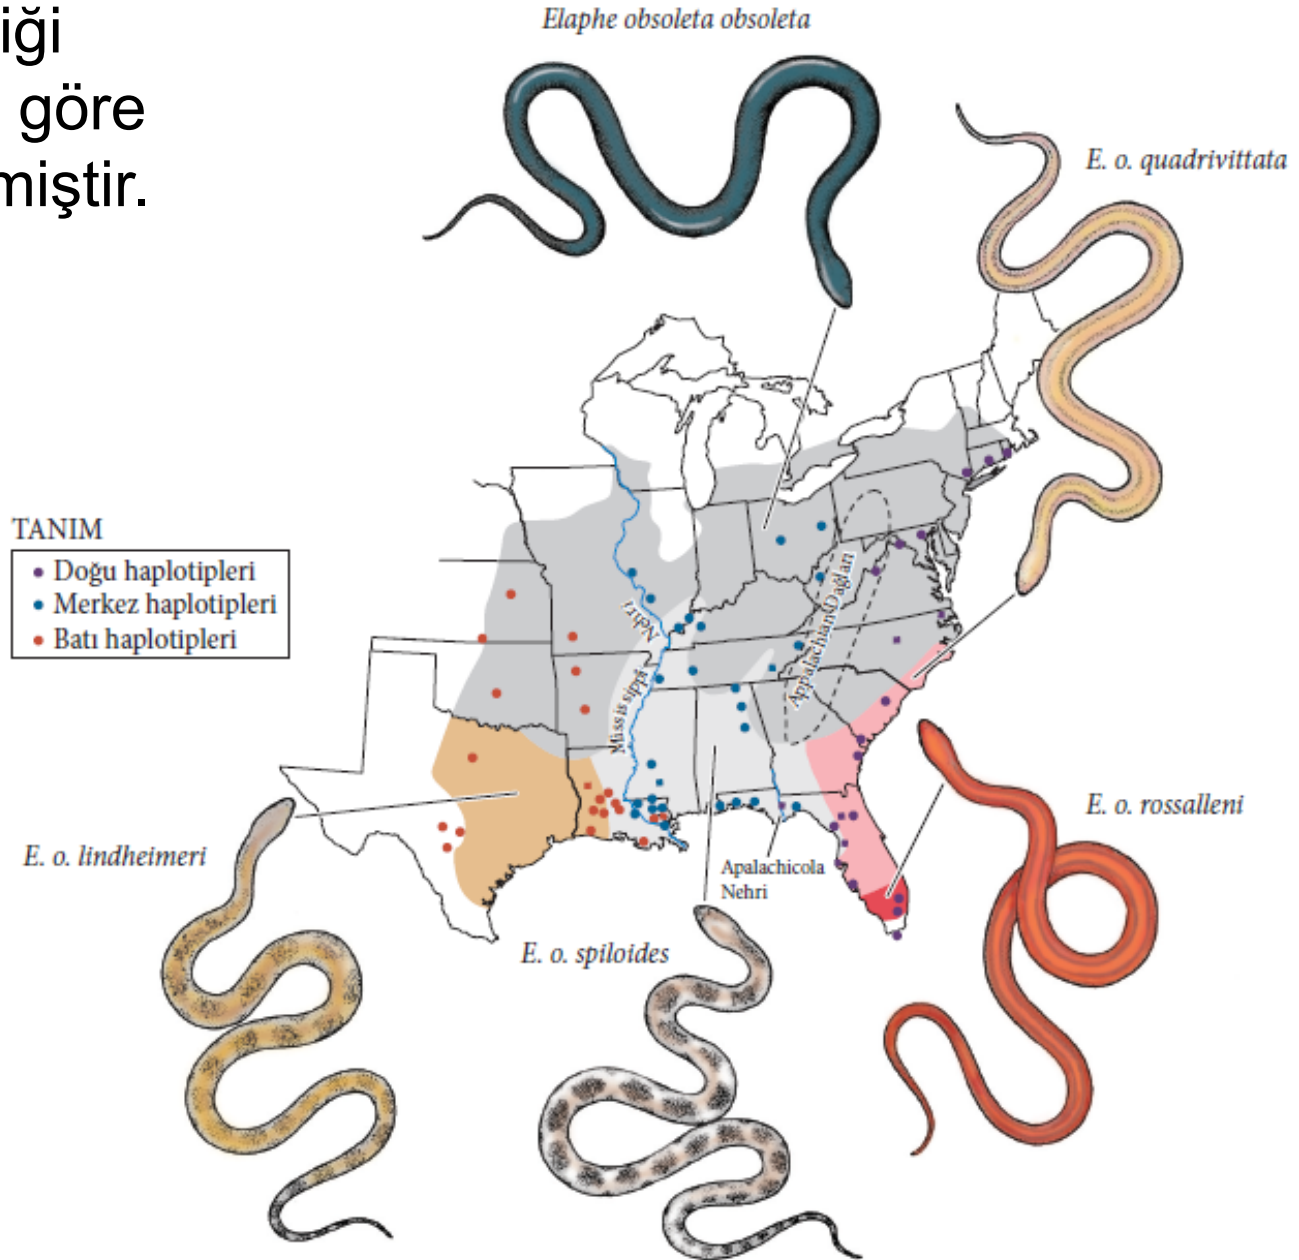 iği
göre
miştir.
Elaphe obsoleta obsoleta
E. o. quadrivittata
TANIM
Doğu haplotipleri
Merkez haplotipleri
Batı haplotipleri
Appalachian Dağları
Mississippi
Nehri
E. o. rossalleni
E. o. lindheimeri
Apalachicola
Nehri
E. o. spiloides